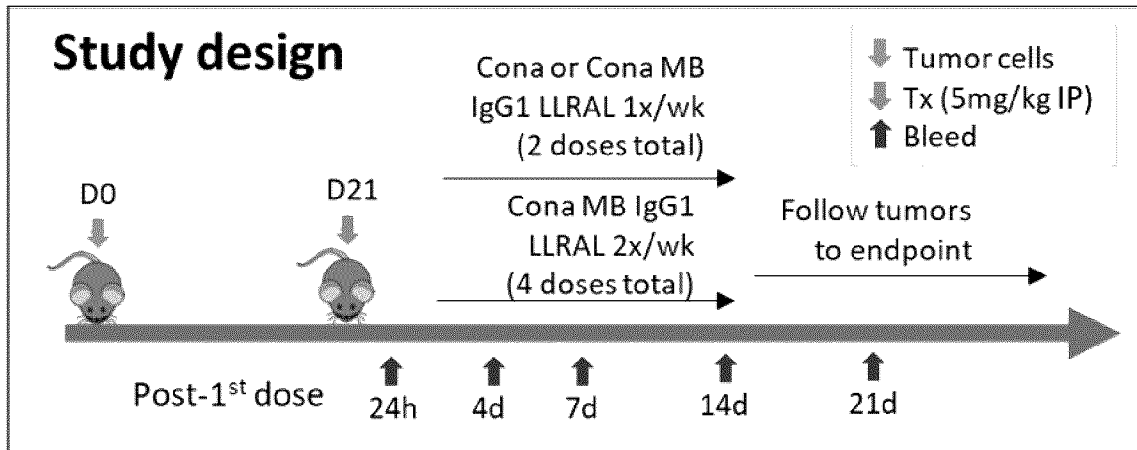 Study design
Cona or Cona MB
IgG1 LLRAL 1x/wk
(2 doses total)
Tumor cells
Tx (5mg/kg IP)
Bleed
D0
D21
Cona MB IgG1
LLRAL 2x/wk
(4 doses total)
Follow tumors
to endpoint
Post-1st dose
24h
4d
7d
14d
21d